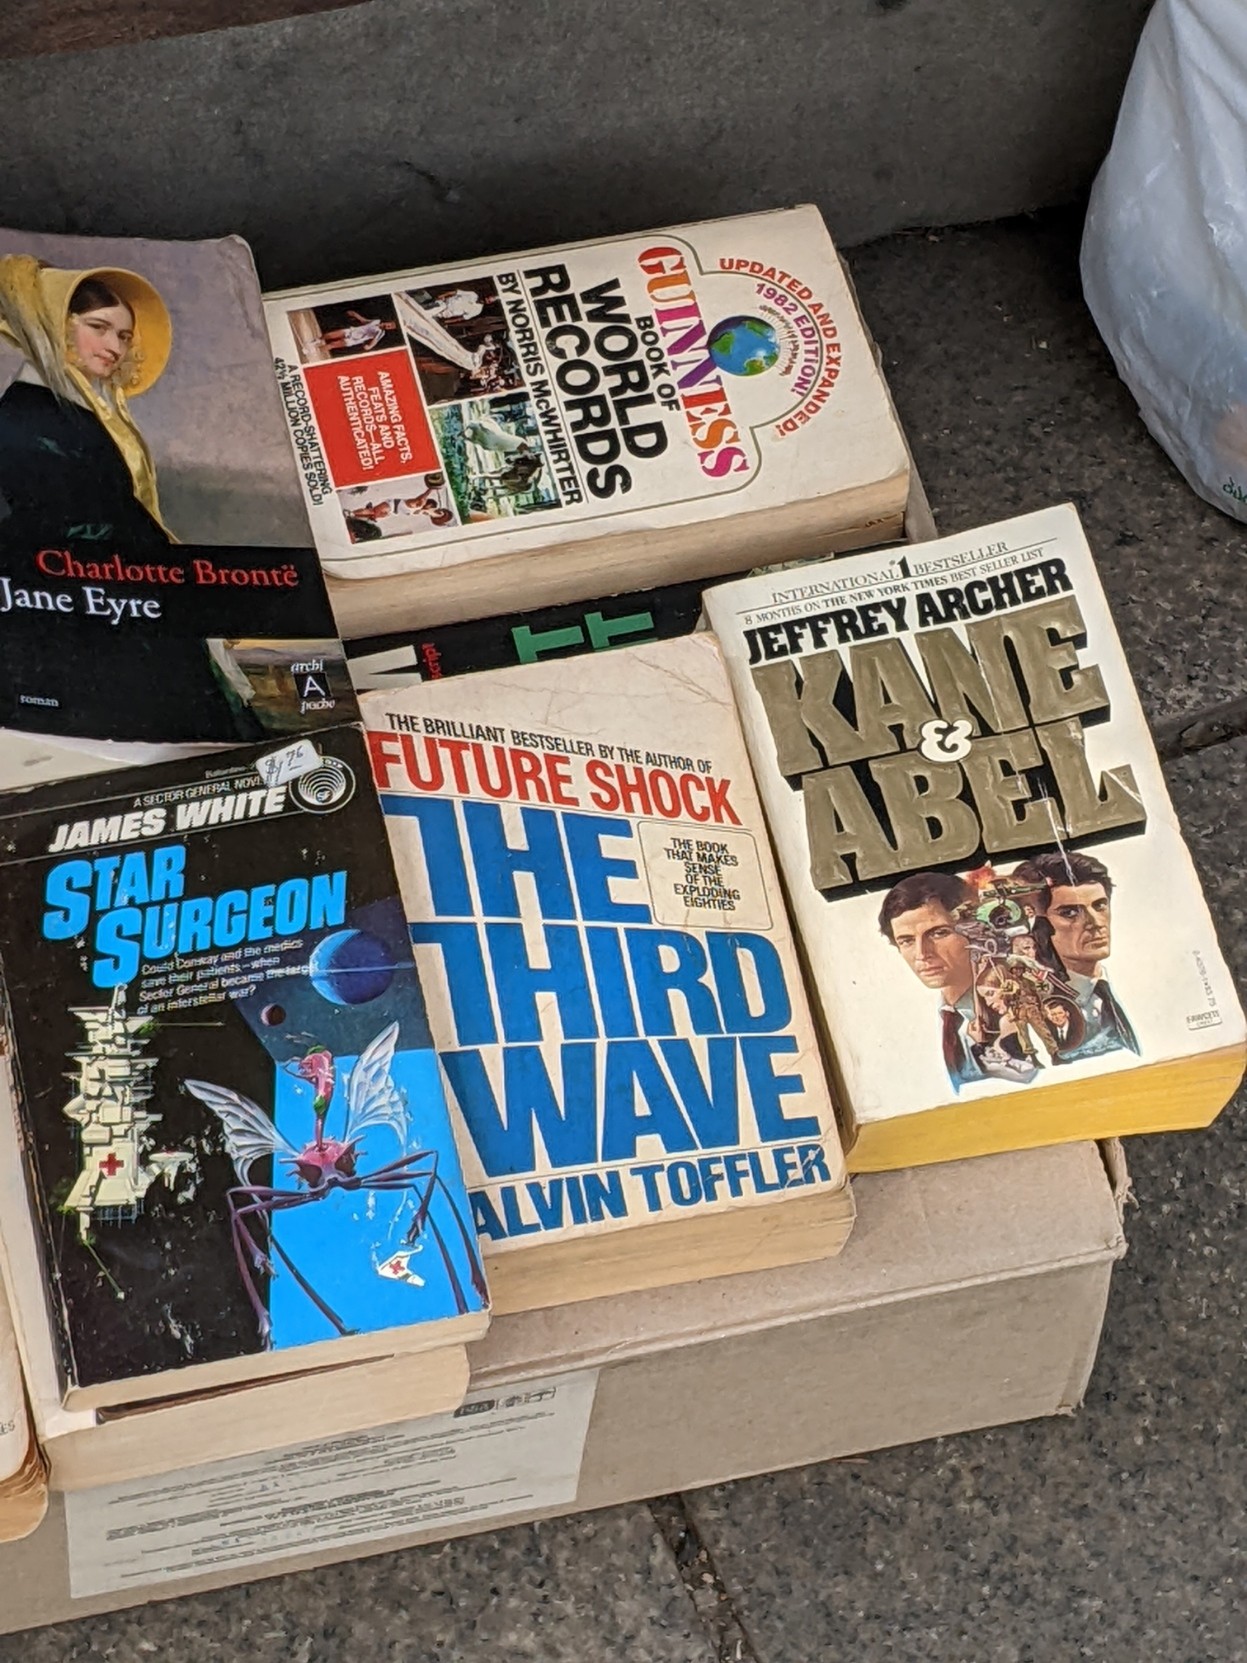 UPDATED AND EXPANDED!
1982 EDITION!
GUINNESS
BOOK OF
WORLD
RECORDS
BY NORRIS McWHIRTER
AMAZING FACTS,
FEATS AND
RECORDS—ALL
AUTHENTICATED!
A RECORD-SHATTERING
42½ MILLION COPIES SOLD!
Charlotte Brontë
Jane Eyre
roman
archi
A
poche
INTERNATIONAL 1 BESTSELLER
8 MONTHS ON THE NEW YORK TIMES BEST SELLER LIST
JEFFREY ARCHER
KANE
&
ABEL
FAWCETT
CREST
THE BRILLIANT BESTSELLER BY THE AUTHOR OF
FUTURE SHOCK
THE
THIRD
WAVE
THE BOOK
THAT MAKES
SENSE
OF THE
EXPLODING
EIGHTIES
ALVIN TOFFLER
Ballantine
A SECTOR GENERAL NOVEL
JAMES WHITE
STAR
SURGEON
Could Conway and the medics
save their patients—when
Sector General became the target
of an interstellar war?